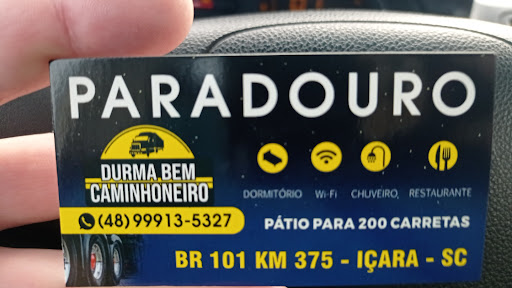 PARADOURO
DURMA BEM
CAMINHONEIRO
(48) 99913-5327
DORMITÓRIO Wi-Fi CHUVEIRO, RESTAURANTE
PÁTIO PARA 200 CARRETAS
BR 101 KM 375 - IÇARA - SC